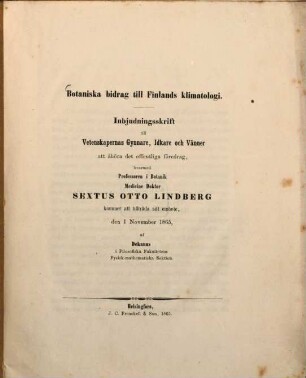 Botaniska bidrag till Finlands klimatologi.
Inbjudningsskrift
till
Vetenskapernas Gynnare, Idkare och Vänner
att åhöra det offentliga föredrag,
hvarmed
Professoren i Botanik
Medicine Doktor
SEXTUS OTTO LINDBERG
kommer att tillträda sitt embete,
den 1 November 1865,
af
Dekanus
i Filosofiska Fakultetens
Fysisk-mathematiska Sektion.
Helsingfors,
J. C. Frenckell & Son, 1865.